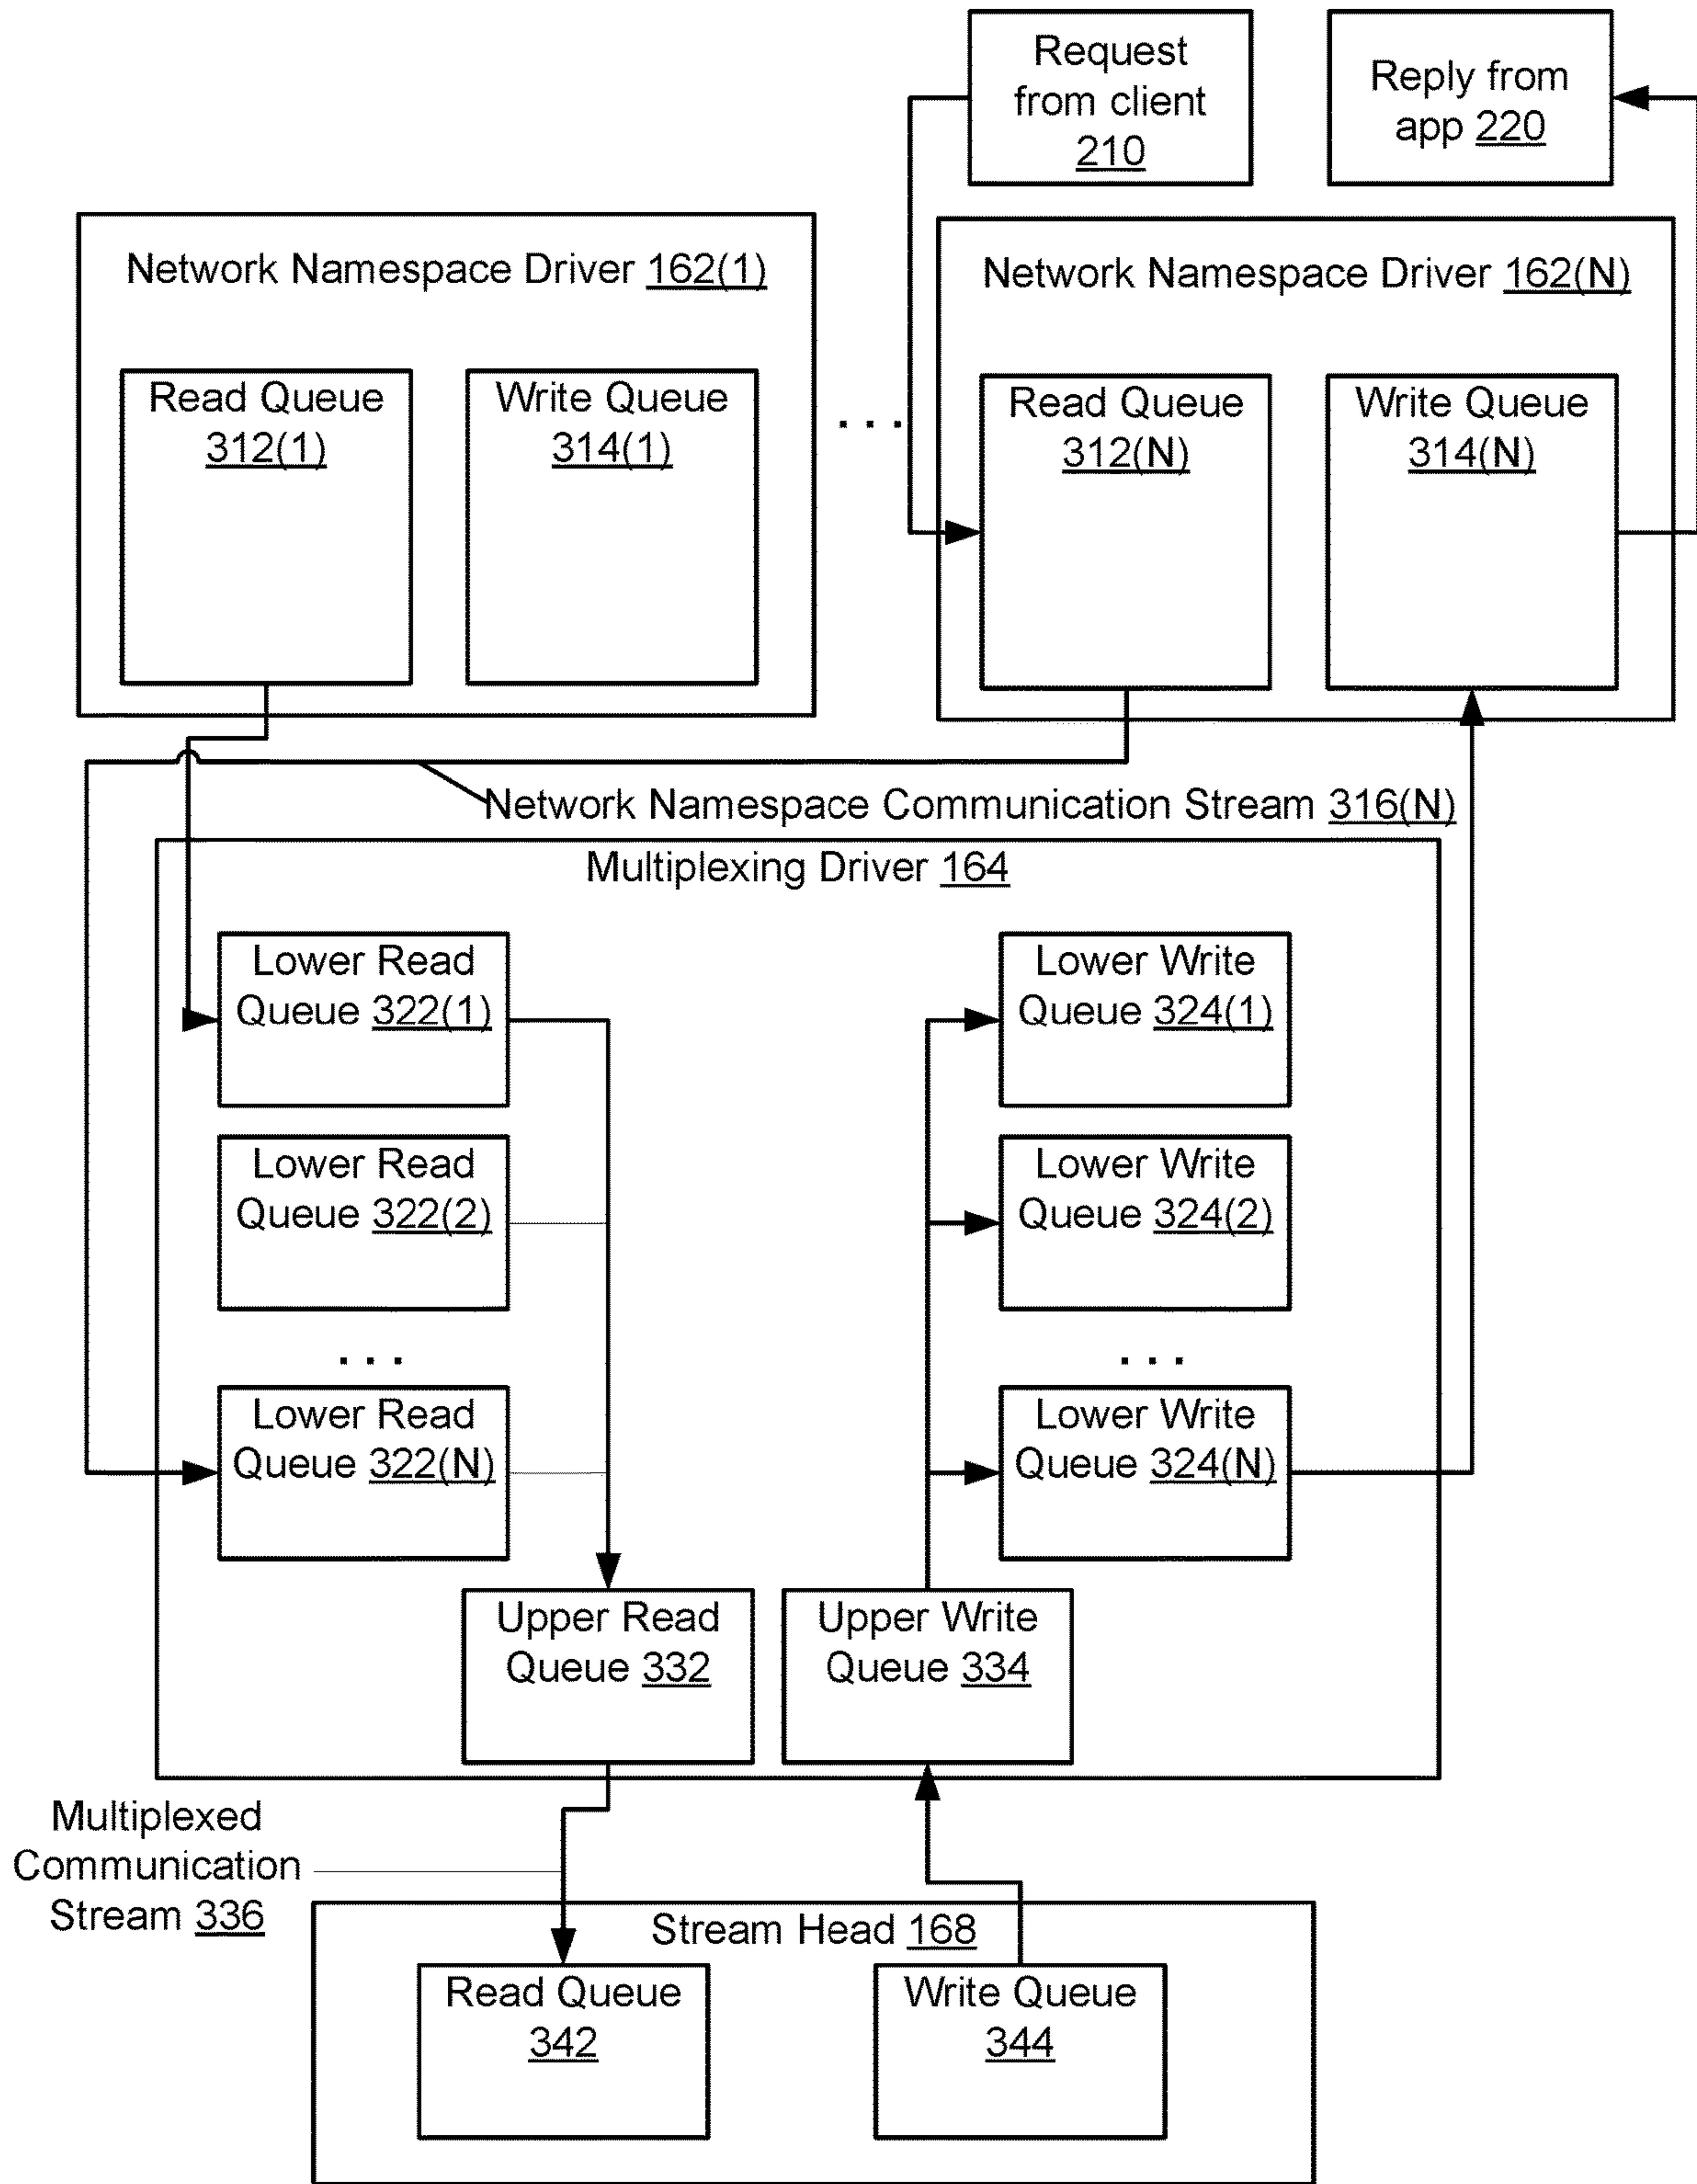 Request
from client
210
Reply from
app 220
Network Namespace Driver 162(1)
Network Namespace Driver 162(N)
Read Queue
312(1)
Write Queue
314(1)
. . .
Read Queue
312(N)
Write Queue
314(N)
Network Namespace Communication Stream 316(N)
Multiplexing Driver 164
Lower Read
Queue 322(1)
Lower Write
Queue 324(1)
Lower Read
Queue 322(2)
Lower Write
Queue 324(2)
. . .
. . .
Lower Read
Queue 322(N)
Lower Write
Queue 324(N)
Upper Read
Queue 332
Upper Write
Queue 334
Multiplexed
Communication
Stream 336
Stream Head 168
Read Queue
342
Write Queue
344